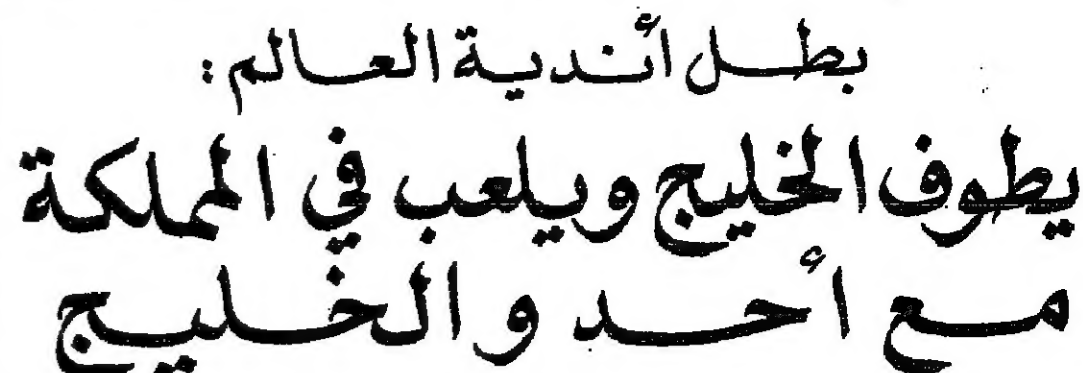 بطل أندية العالم :
يطوف الخليج ويلعب في المملكة
مع أحد والخليج